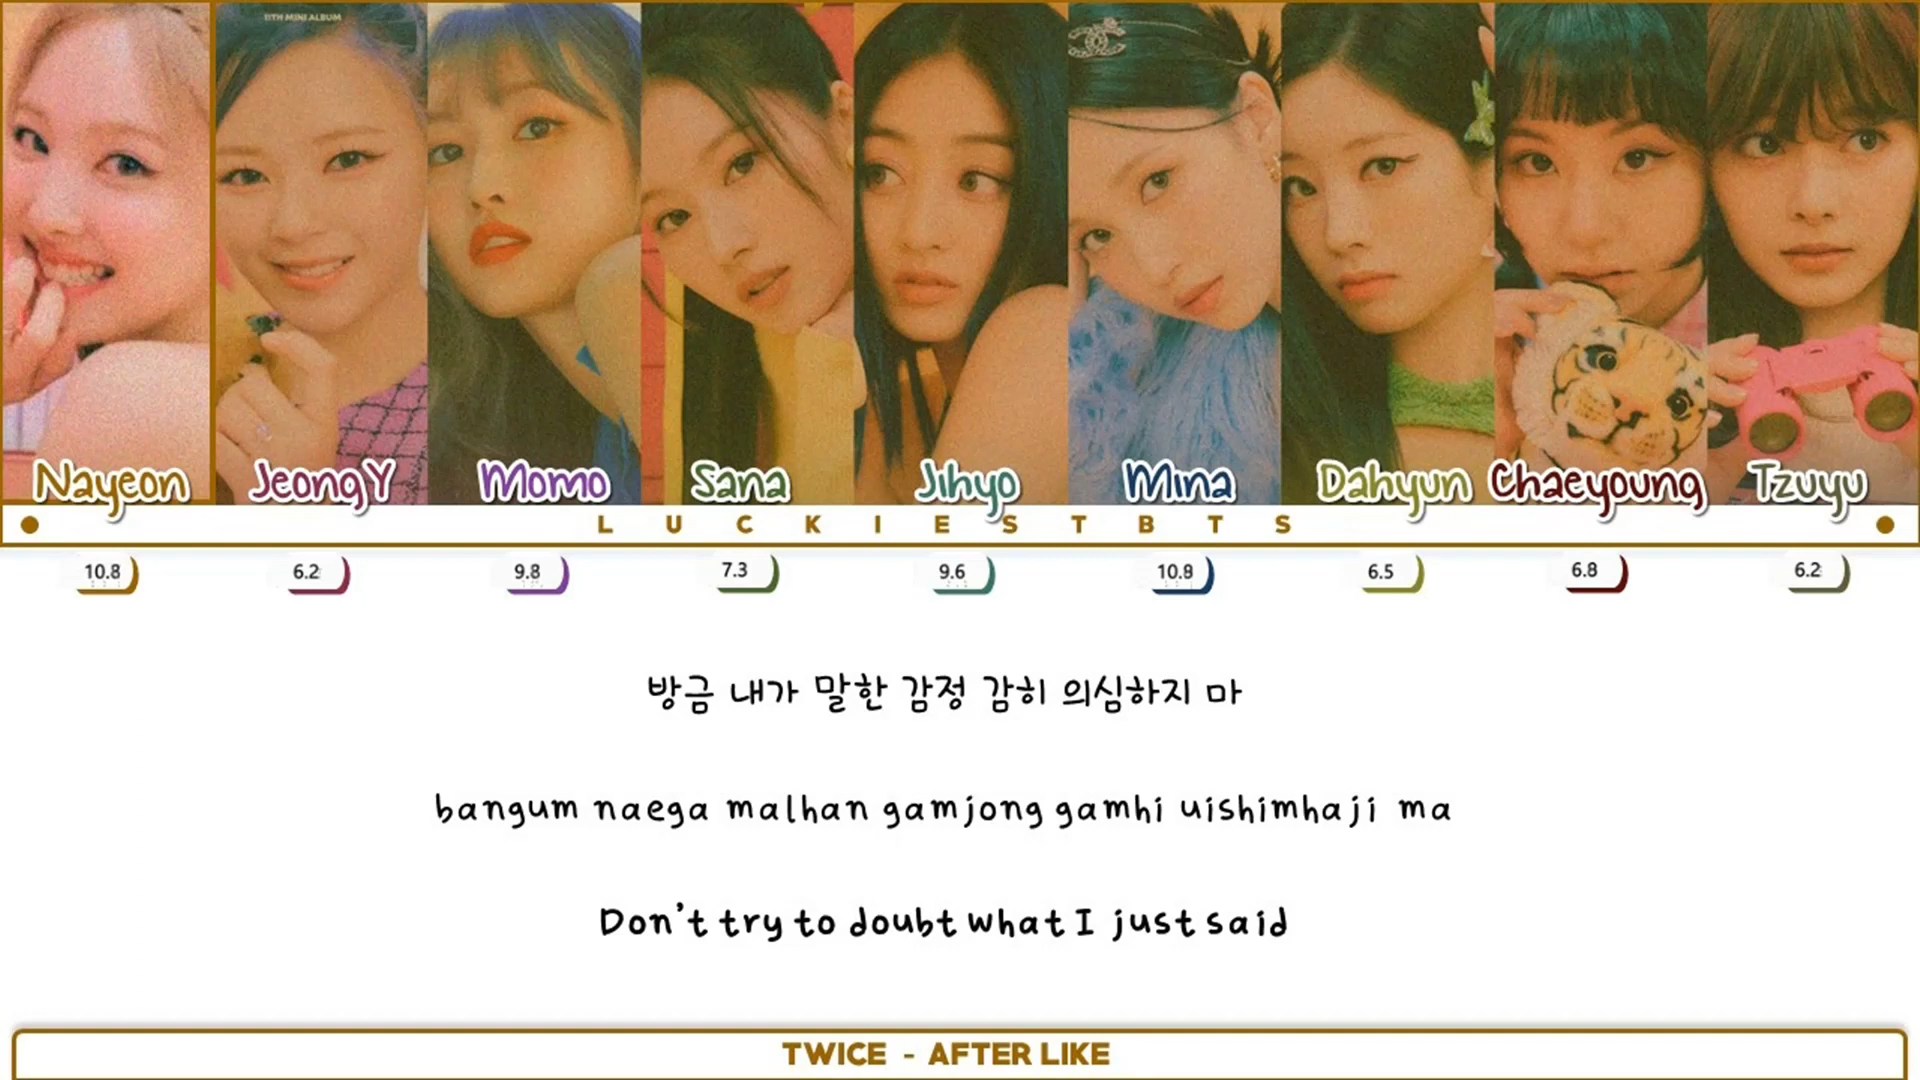 11TH MINI ALBUM
Nayeon JeongY Momo Sana Jihyo Mina Dahyun Chaeyoung Tzuyu
LUCKIESTBTS
10.8 6.2 9.8 7.3 9.6 10.8 6.5 6.8 6.2
방금 내가 말한 감정 감히 의심하지 마
bangum naega malhan gamjong gamhi uishimhaji ma
Don't try to doubt what I just said
TWICE - AFTER LIKE